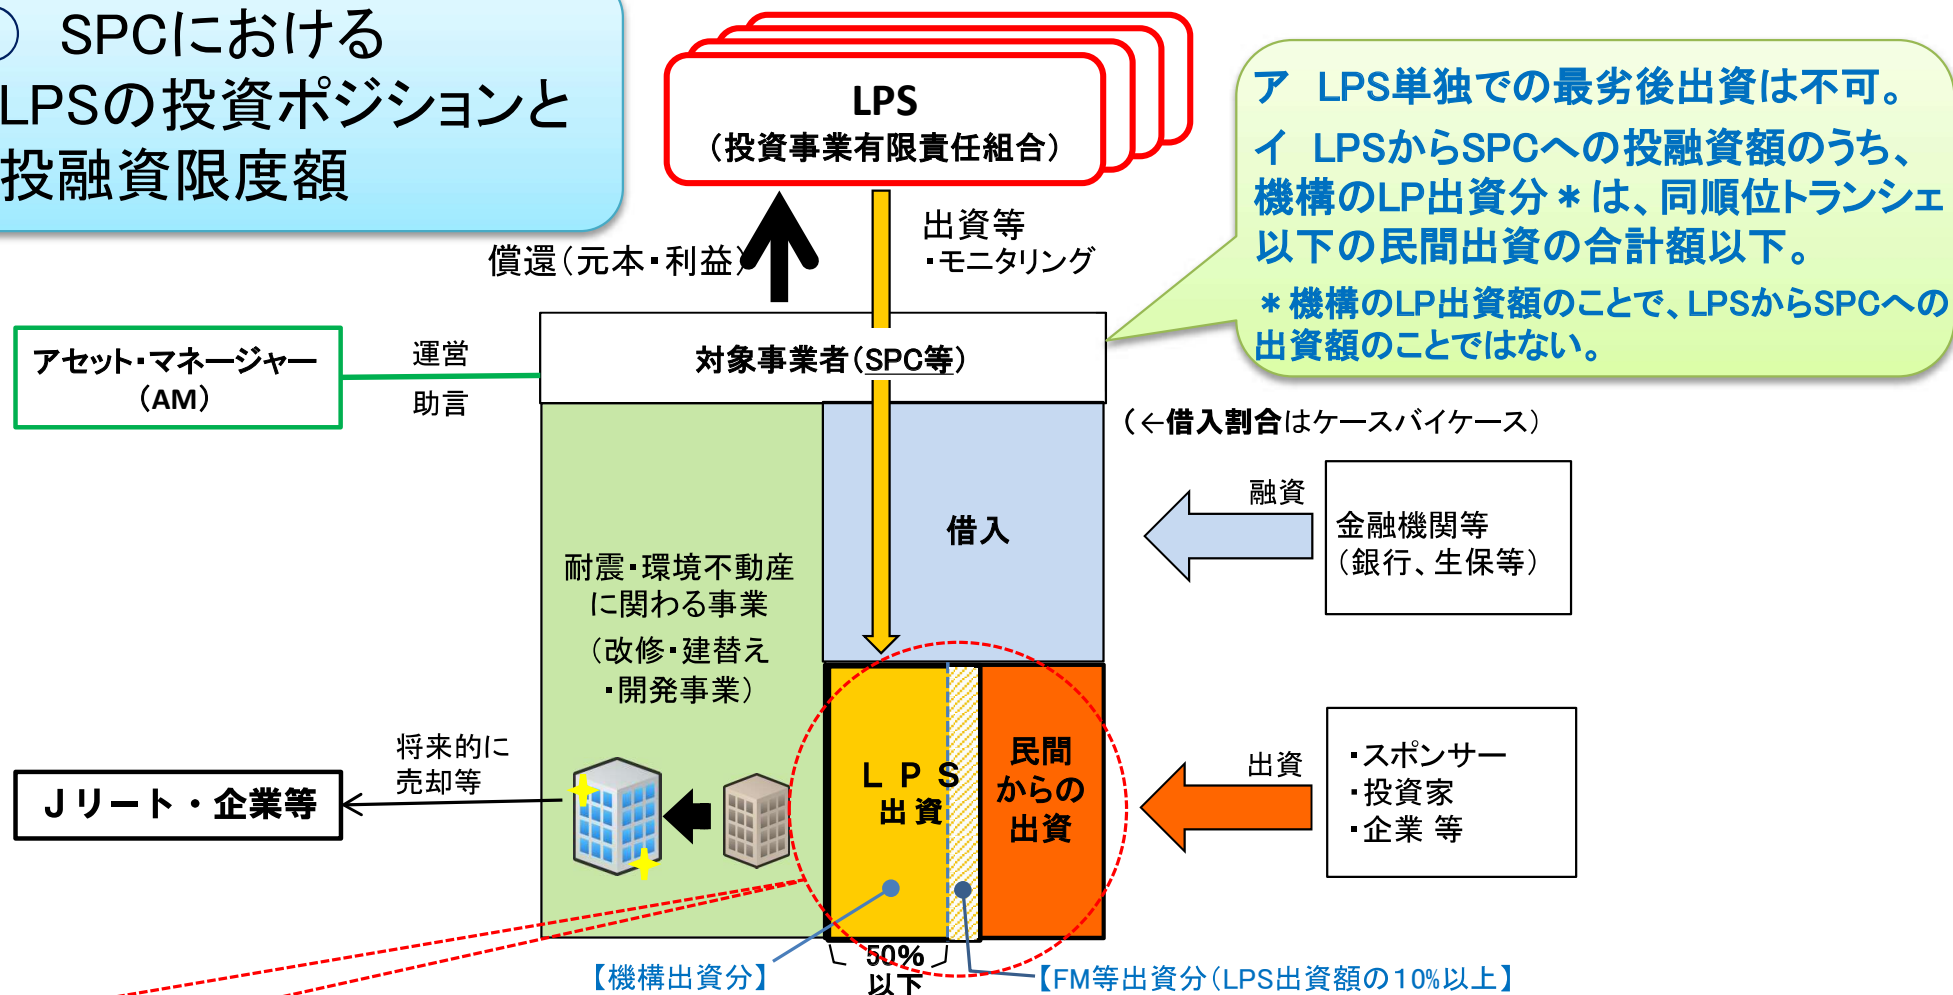 SPCにおける
LPSの投資ポジションと
投融資限度額
LPS
（投資事業有限責任組合）
ア　LPS単独での最劣後出資は不可。
イ　LPSからSPCへの投融資額のうち、
機構のLP出資分＊は、同順位トランシェ
以下の民間出資の合計額以下。
＊機構のLP出資額のことで、LPSからSPCへの
出資額のことではない。
償還（元本・利益）
出資等
・モニタリング
アセット・マネージャー
（AM）
運営
助言
対象事業者（SPC等）
（←借入割合はケースバイケース）
借入
融資
金融機関等
（銀行、生保等）
耐震・環境不動産
に関わる事業
（改修・建替え
・開発事業）
将来的に
売却等
Ｊリート・企業等
ＬＰＳ
出資
民間
からの
出資
出資
・スポンサー
・投資家
・企業 等
50%
以下
【機構出資分】
【FM等出資分（LPS出資額の10%以上】